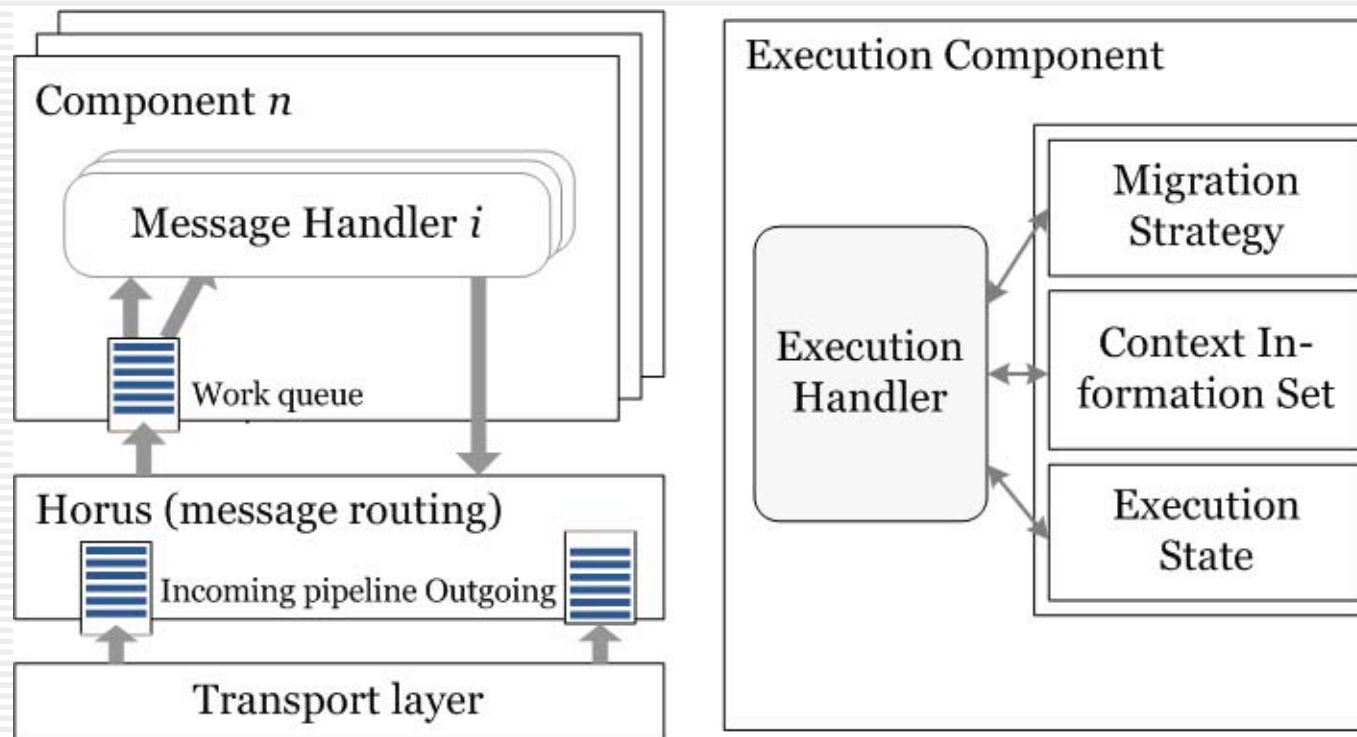 Component n
Message Handler i
Work queue
Horus (message routing)
Incoming pipeline Outgoing
Transport layer
Execution Component
Execution
Handler
Migration
Strategy
Context In-
formation Set
Execution
State